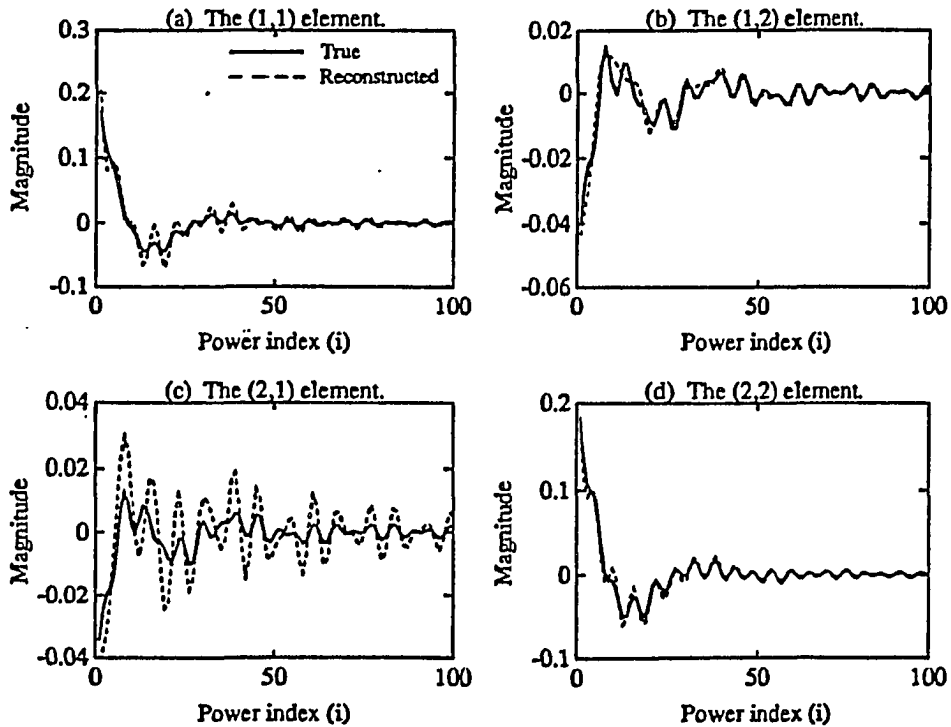 (a) The (1,1) element.
0.3
True
Reconstructed
0.2
0.1
0
-0.1
Magnitude
0
50
100
Power index (i)
(b) The (1,2) element.
0.02
0
-0.02
-0.04
-0.06
Magnitude
0
50
100
Power index (i)
(c) The (2,1) element.
0.04
0.02
0
-0.02
-0.04
Magnitude
0
50
100
Power index (i)
(d) The (2,2) element.
0.2
0.1
0
-0.1
Magnitude
0
50
100
Power index (i)